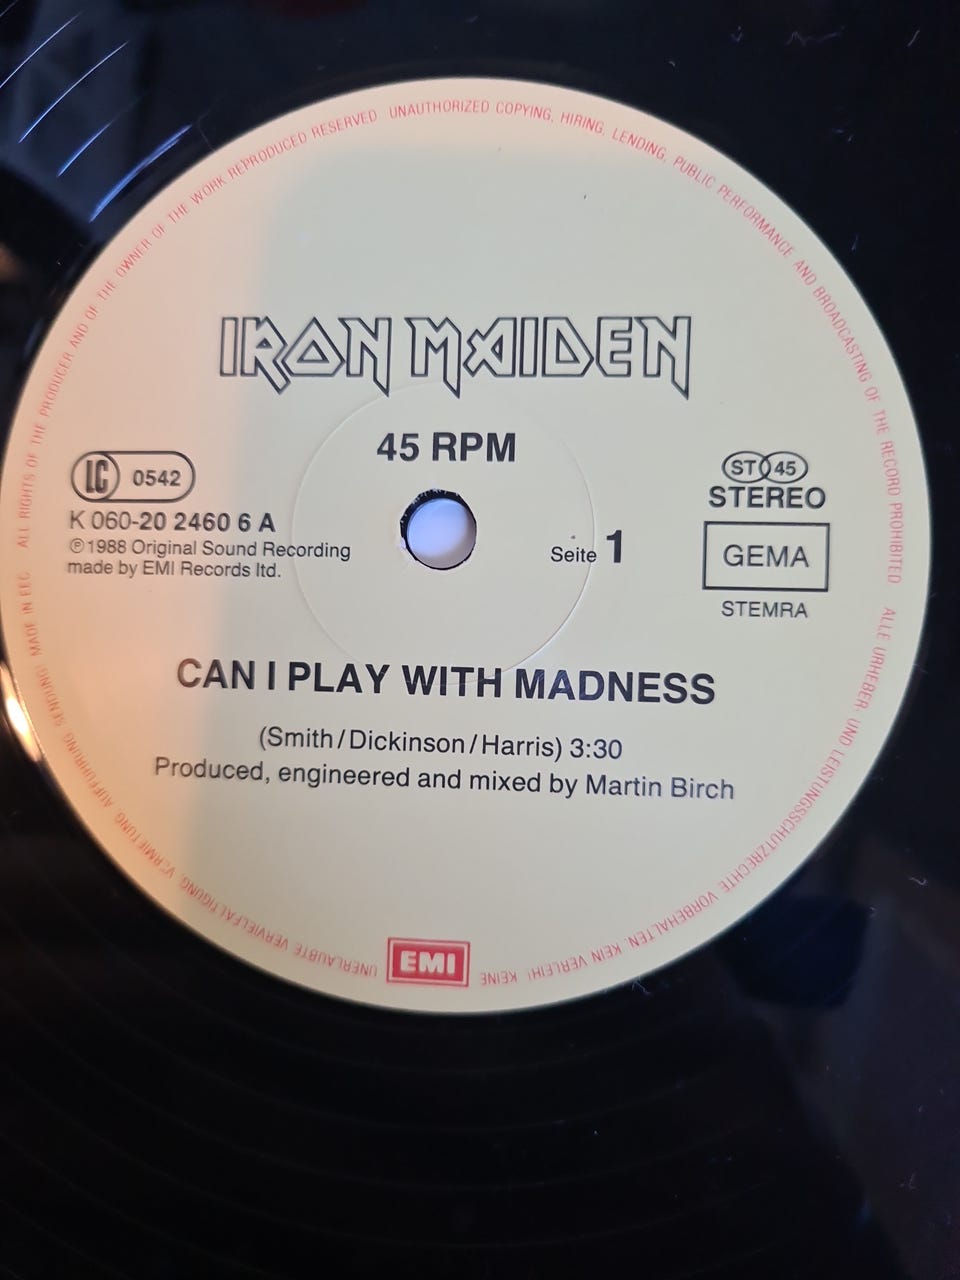 ALL RIGHTS OF THE PRODUCER AND OF THE OWNER OF THE WORK REPRODUCED RESERVED UNAUTHORIZED COPYING, HIRING, LENDING, PUBLIC PERFORMANCE AND BROADCASTING OF THE RECORD PROHIBITED
IRON MAIDEN
45 RPM
LC 0542
K 060-20 2460 6 A
℗1988 Original Sound Recording
made by EMI Records ltd.
Seite 1
ST 45
STEREO
GEMA
STEMRA
CAN I PLAY WITH MADNESS
(Smith/Dickinson/Harris) 3:30
Produced, engineered and mixed by Martin Birch
ALLE URHEBER- UND LEISTUNGSSCHUTZRECHTE VORBEHALTEN. KEIN VERLEIH! KEINE
EMI
UNERLAUBTE VERVIELFÄLTIGUNG, VERMIETUNG, AUFFÜHRUNG, SENDUNG! MADE IN EEC